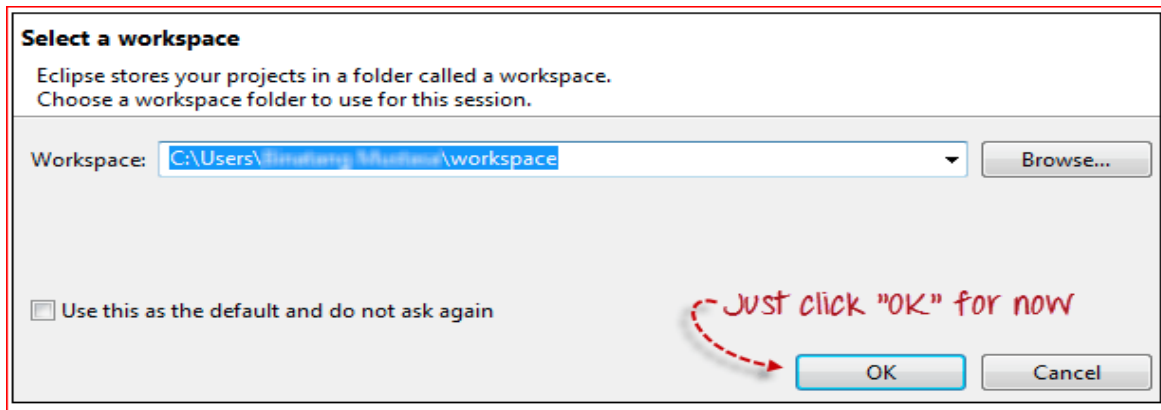 Select a workspace
Eclipse stores your projects in a folder called a workspace.
Choose a workspace folder to use for this session.
Workspace: C:\Users\ \workspace Browse...
Use this as the default and do not ask again
Just click "OK" for now
OK Cancel